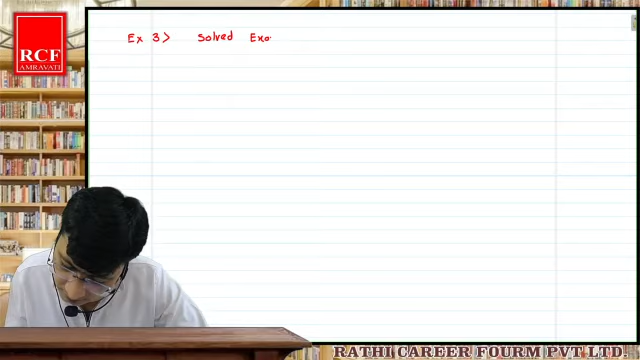 RCF
AMRAVATI
Ex 3> Solved Exa
RATHI CAREER FOURM PVT LTD